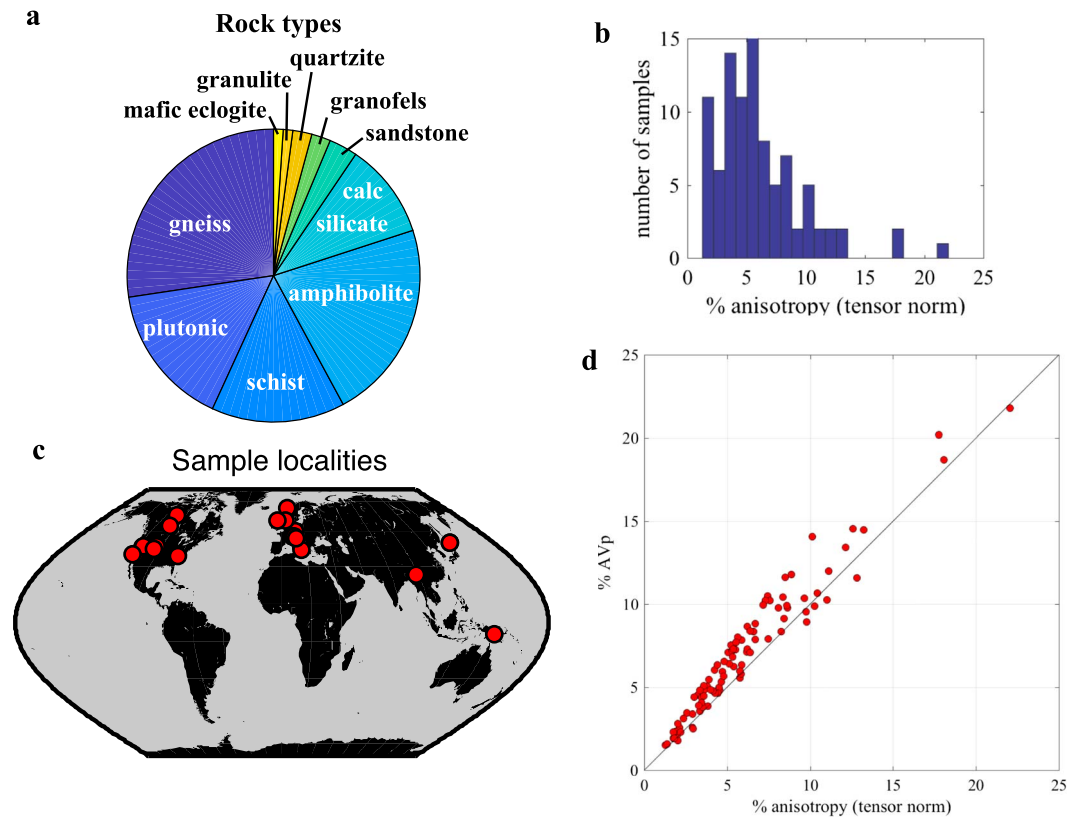 a
Rock types
quartzite
granulite
mafic eclogite
granofels
sandstone
calc
silicate
gneiss
amphibolite
plutonic
schist
b
15
10
5
0
number of samples
0 5 10 15 20 25
% anisotropy (tensor norm)
c
Sample localities
d
25
20
15
10
5
0
% AVp
0 5 10 15 20 25
% anisotropy (tensor norm)